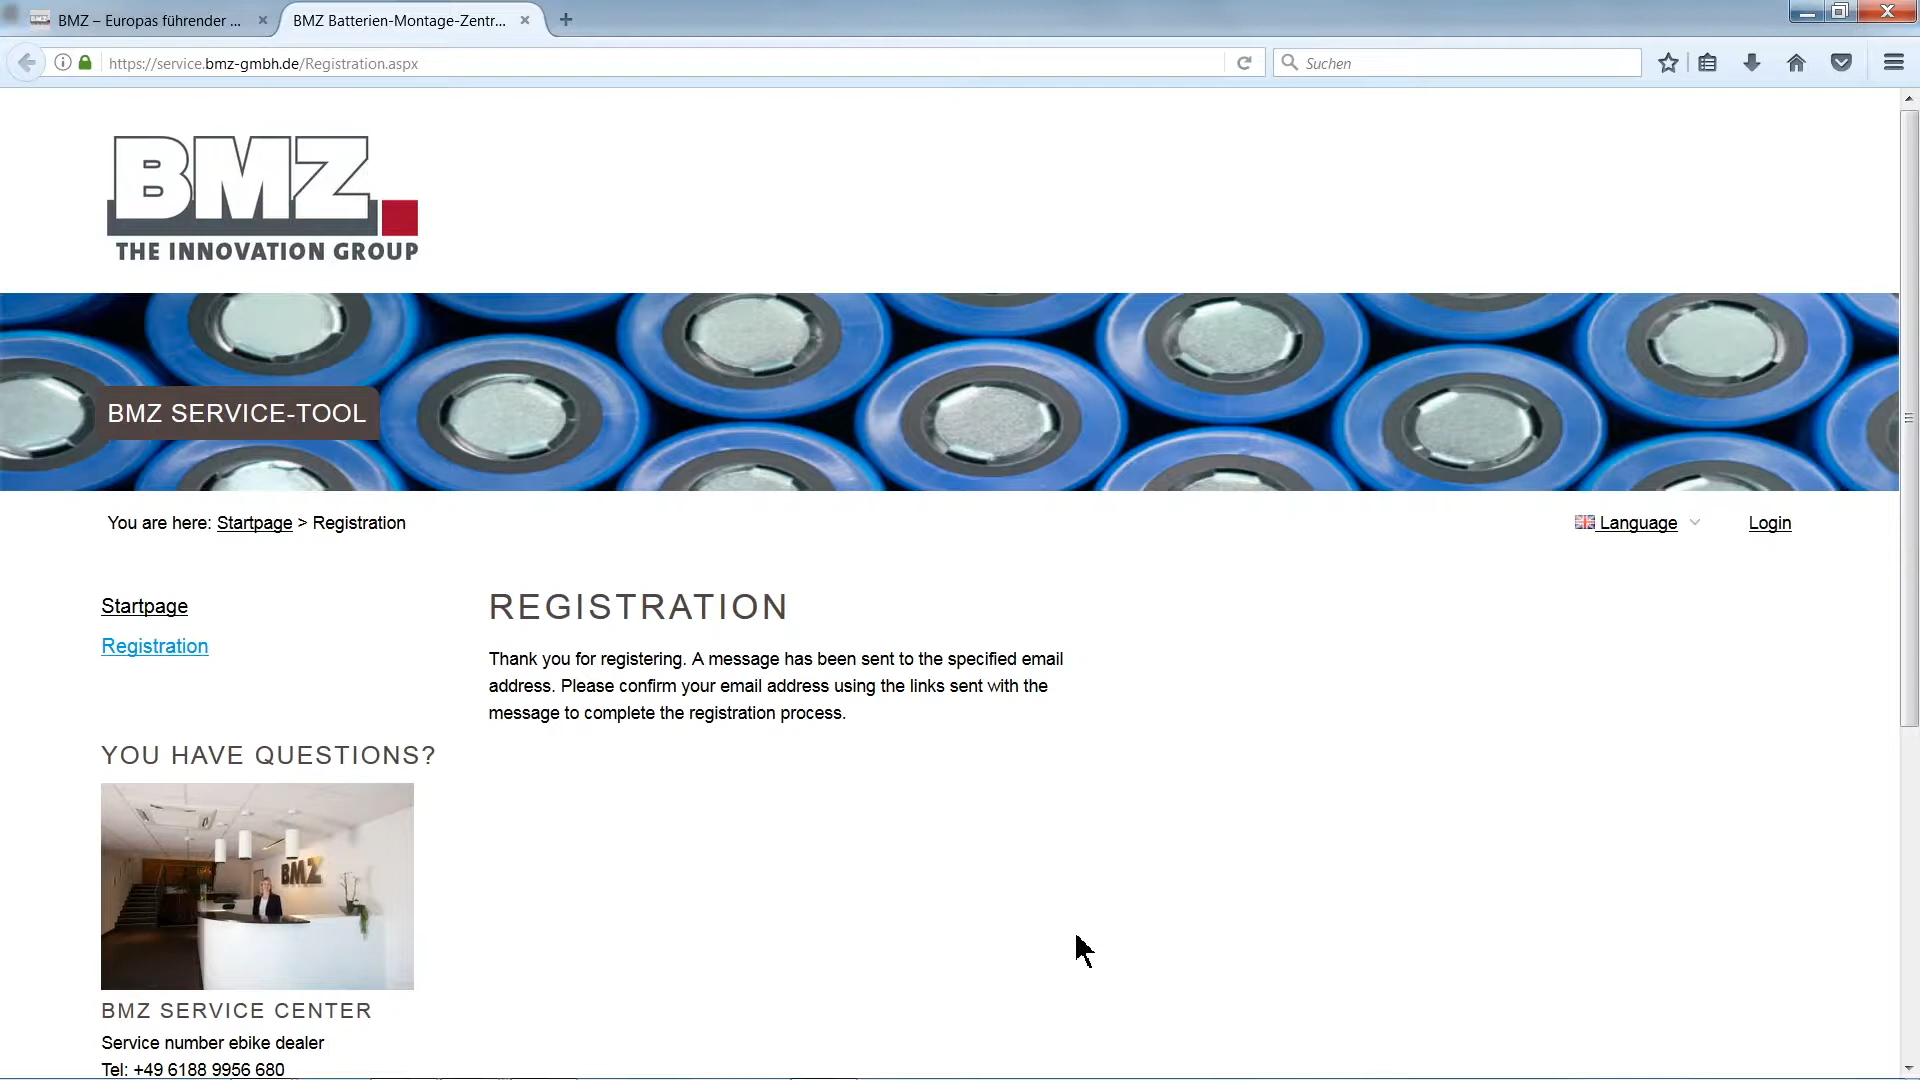 BMZ – Europas führender ...
BMZ Batterien-Montage-Zentr...
https://service.bmz-gmbh.de/Registration.aspx
Suchen
BMZ
THE INNOVATION GROUP
BMZ SERVICE-TOOL
You are here: Startpage > Registration
Language
Login
Startpage
Registration
REGISTRATION
Thank you for registering. A message has been sent to the specified email
address. Please confirm your email address using the links sent with the
message to complete the registration process.
YOU HAVE QUESTIONS?
BMZ
BMZ SERVICE CENTER
Service number ebike dealer
Tel: +49 6188 9956 680